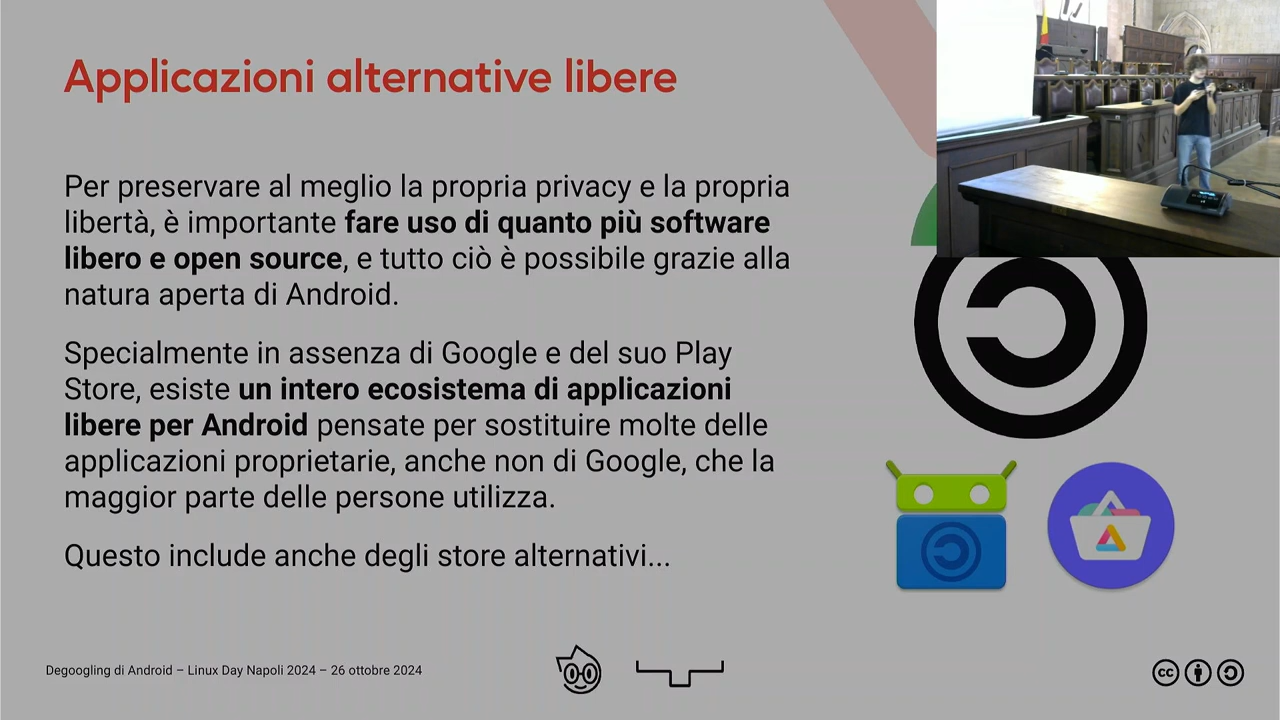 Applicazioni alternative libere
Per preservare al meglio la propria privacy e la propria
libertà, è importante fare uso di quanto più software
libero e open source, e tutto ciò è possibile grazie alla
natura aperta di Android.
Specialmente in assenza di Google e del suo Play
Store, esiste un intero ecosistema di applicazioni
libere per Android pensate per sostituire molte delle
applicazioni proprietarie, anche non di Google, che la
maggior parte delle persone utilizza.
Questo include anche degli store alternativi...
Degoogling di Android – Linux Day Napoli 2024 – 26 ottobre 2024
cc